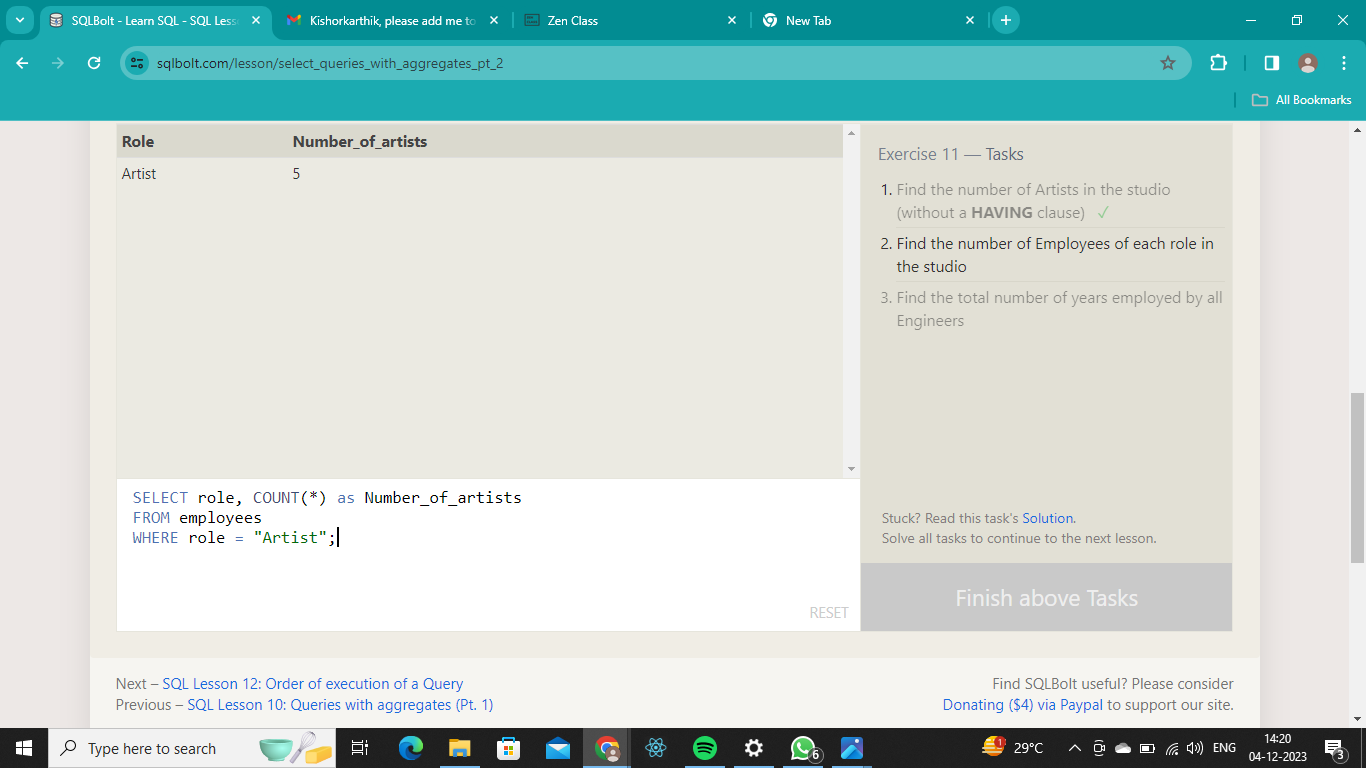 SQLBolt - Learn SQL - SQL Less
Kishorkarthik, please add me to
Zen Class
New Tab
sqlbolt.com/lesson/select_queries_with_aggregates_pt_2
All Bookmarks
Role Number_of_artists
Artist 5
Exercise 11 — Tasks
1. Find the number of Artists in the studio
(without a HAVING clause) ✓
2. Find the number of Employees of each role in
the studio
3. Find the total number of years employed by all
Engineers
SELECT role, COUNT(*) as Number_of_artists
FROM employees
WHERE role = "Artist";
RESET
Stuck? Read this task's Solution.
Solve all tasks to continue to the next lesson.
Finish above Tasks
Next – SQL Lesson 12: Order of execution of a Query
Previous – SQL Lesson 10: Queries with aggregates (Pt. 1)
Find SQLBolt useful? Please consider
Donating ($4) via Paypal to support our site.
Type here to search
6
1
29°C
ENG
14:20
04-12-2023
3